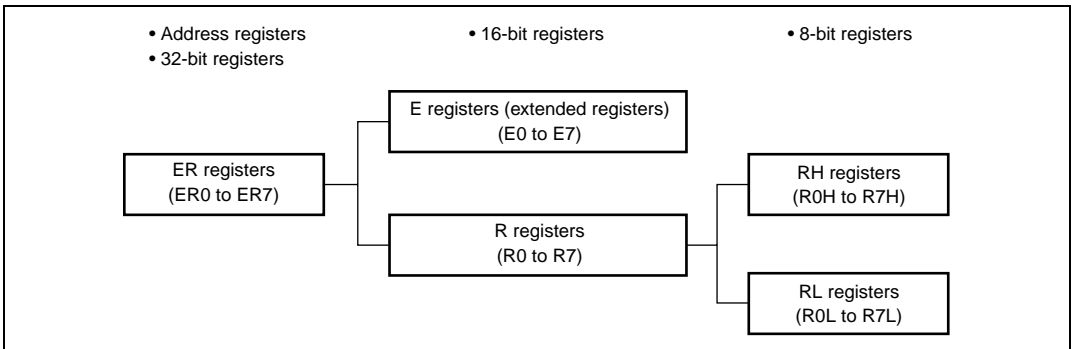 • Address registers
• 32-bit registers
• 16-bit registers
• 8-bit registers
E registers (extended registers)
(E0 to E7)
ER registers
(ER0 to ER7)
RH registers
(R0H to R7H)
R registers
(R0 to R7)
RL registers
(R0L to R7L)